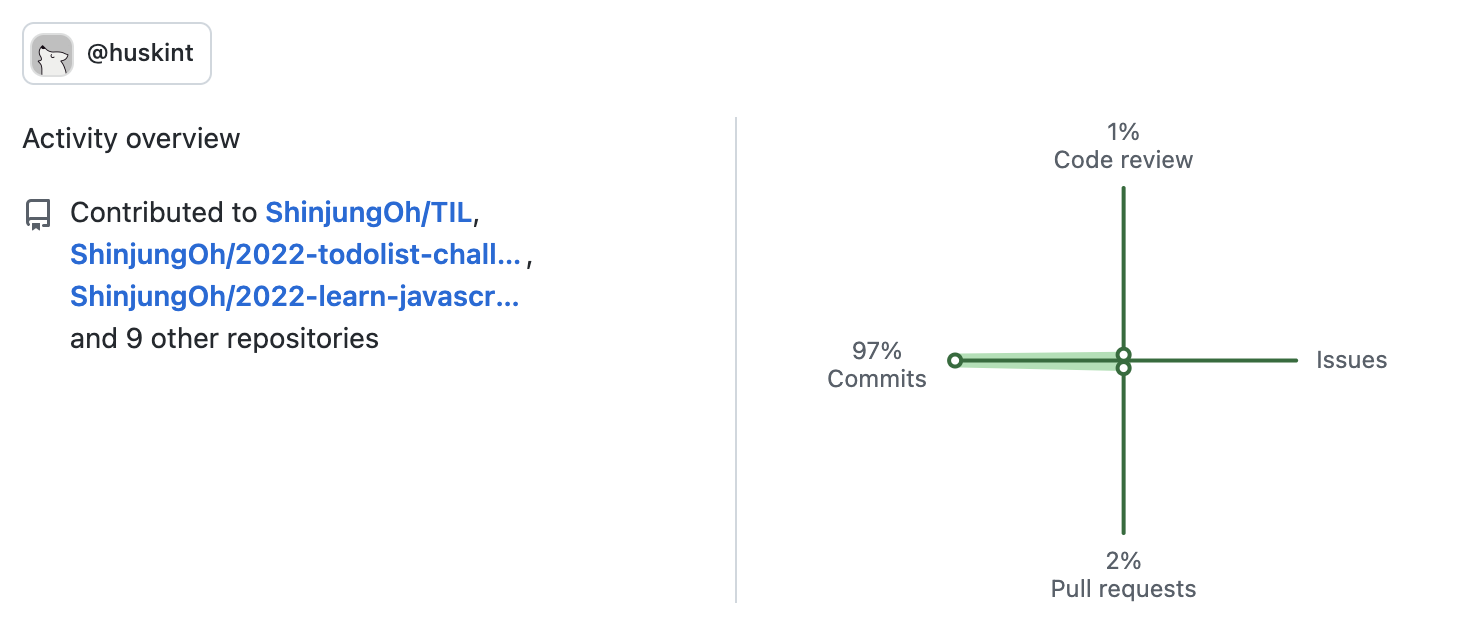 @huskint
Activity overview
Contributed to ShinjungOh/TIL,
ShinjungOh/2022-todolist-chall... ,
ShinjungOh/2022-learn-javascr...
and 9 other repositories
1%
Code review
97%
Commits
Issues
2%
Pull requests